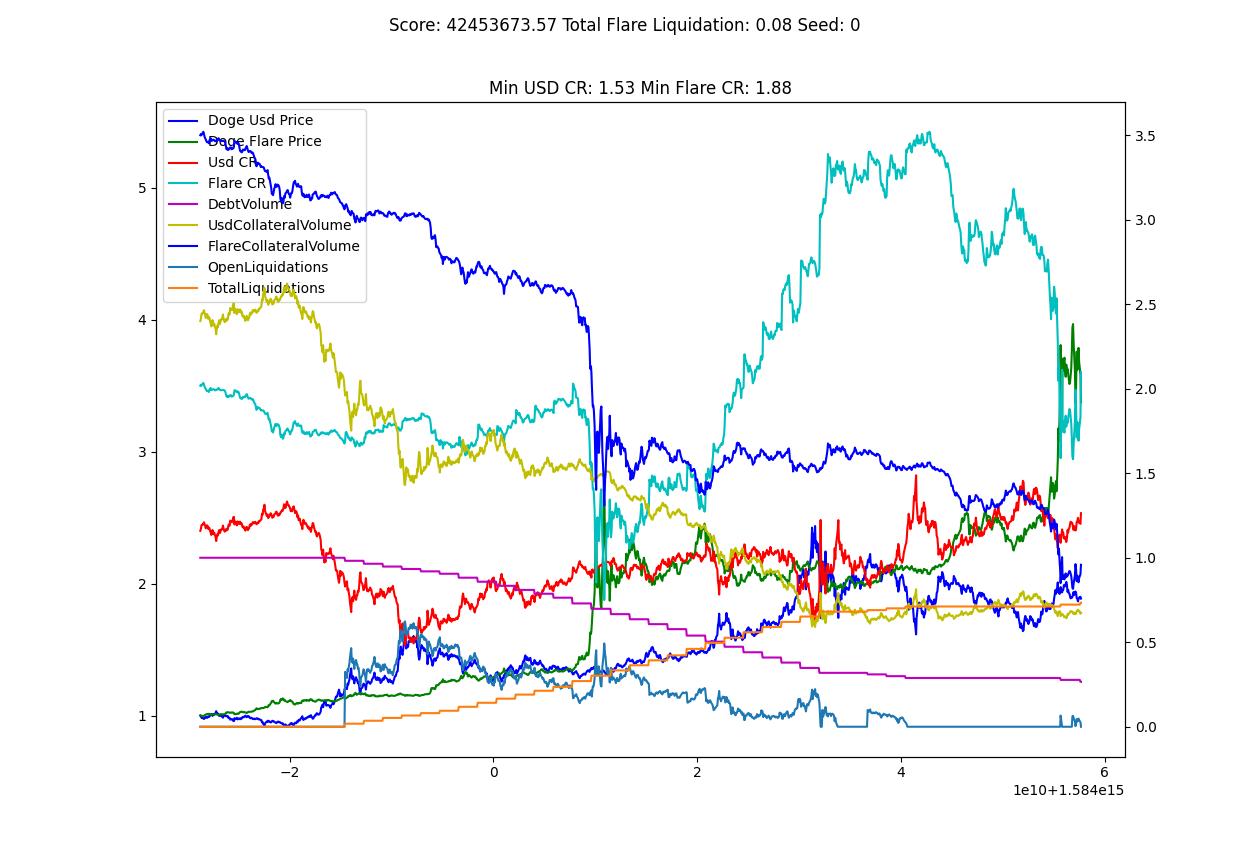 Score: 42453673.57 Total Flare Liquidation: 0.08 Seed: 0
Min USD CR: 1.53 Min Flare CR: 1.88
Doge Usd Price
Doge Flare Price
Usd CR
Flare CR
DebtVolume
UsdCollateralVolume
FlareCollateralVolume
OpenLiquidations
TotalLiquidations
5
4
3
2
1
3.5
3.0
2.5
2.0
1.5
1.0
0.5
0.0
−2
0
2
4
6
1e10+1.584e15